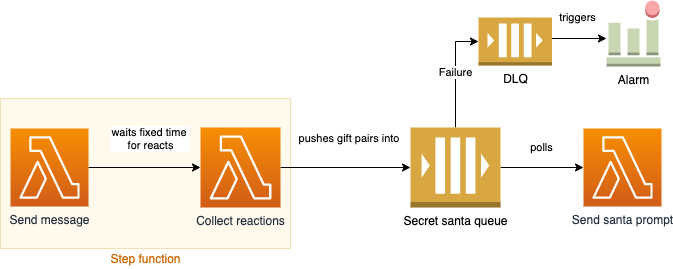 triggers
Failure
DLQ
Alarm
waits fixed time
for reacts
pushes gift pairs into
polls
Send message
Collect reactions
Secret santa queue
Send santa prompt
Step function